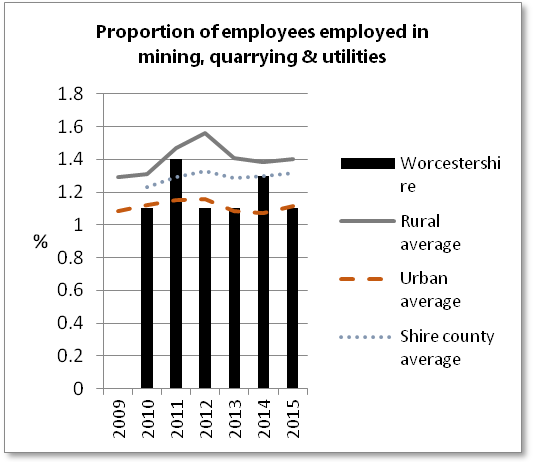 Proportion of employees employed in
mining, quarrying & utilities
1.8
1.6
1.4
1.2
1
0.8
0.6
0.4
0.2
0
%
2009
2010
2011
2012
2013
2014
2015
Worcestershi
re
Rural
average
Urban
average
Shire county
average